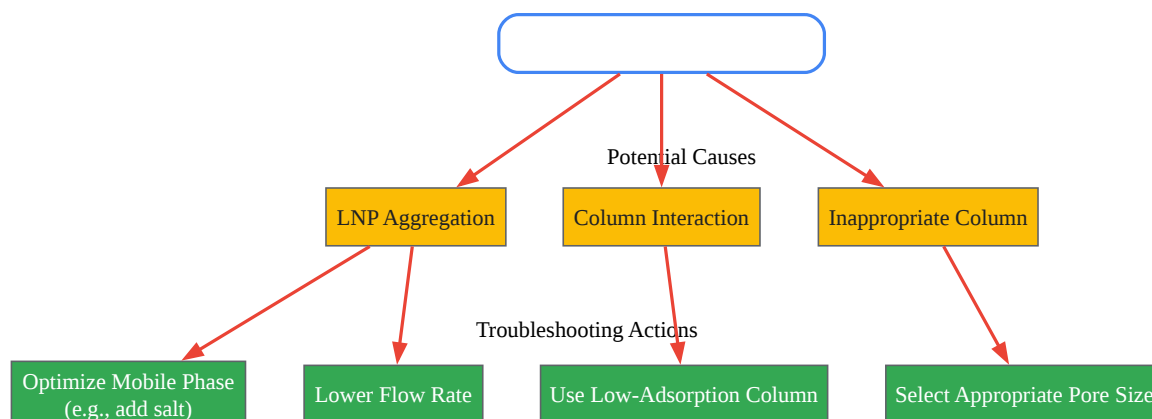 Potential Causes
LNP Aggregation
Column Interaction
Inappropriate Column
Troubleshooting Actions
Optimize Mobile Phase
(e.g., add salt)
Lower Flow Rate
Use Low-Adsorption Column
Select Appropriate Pore Size